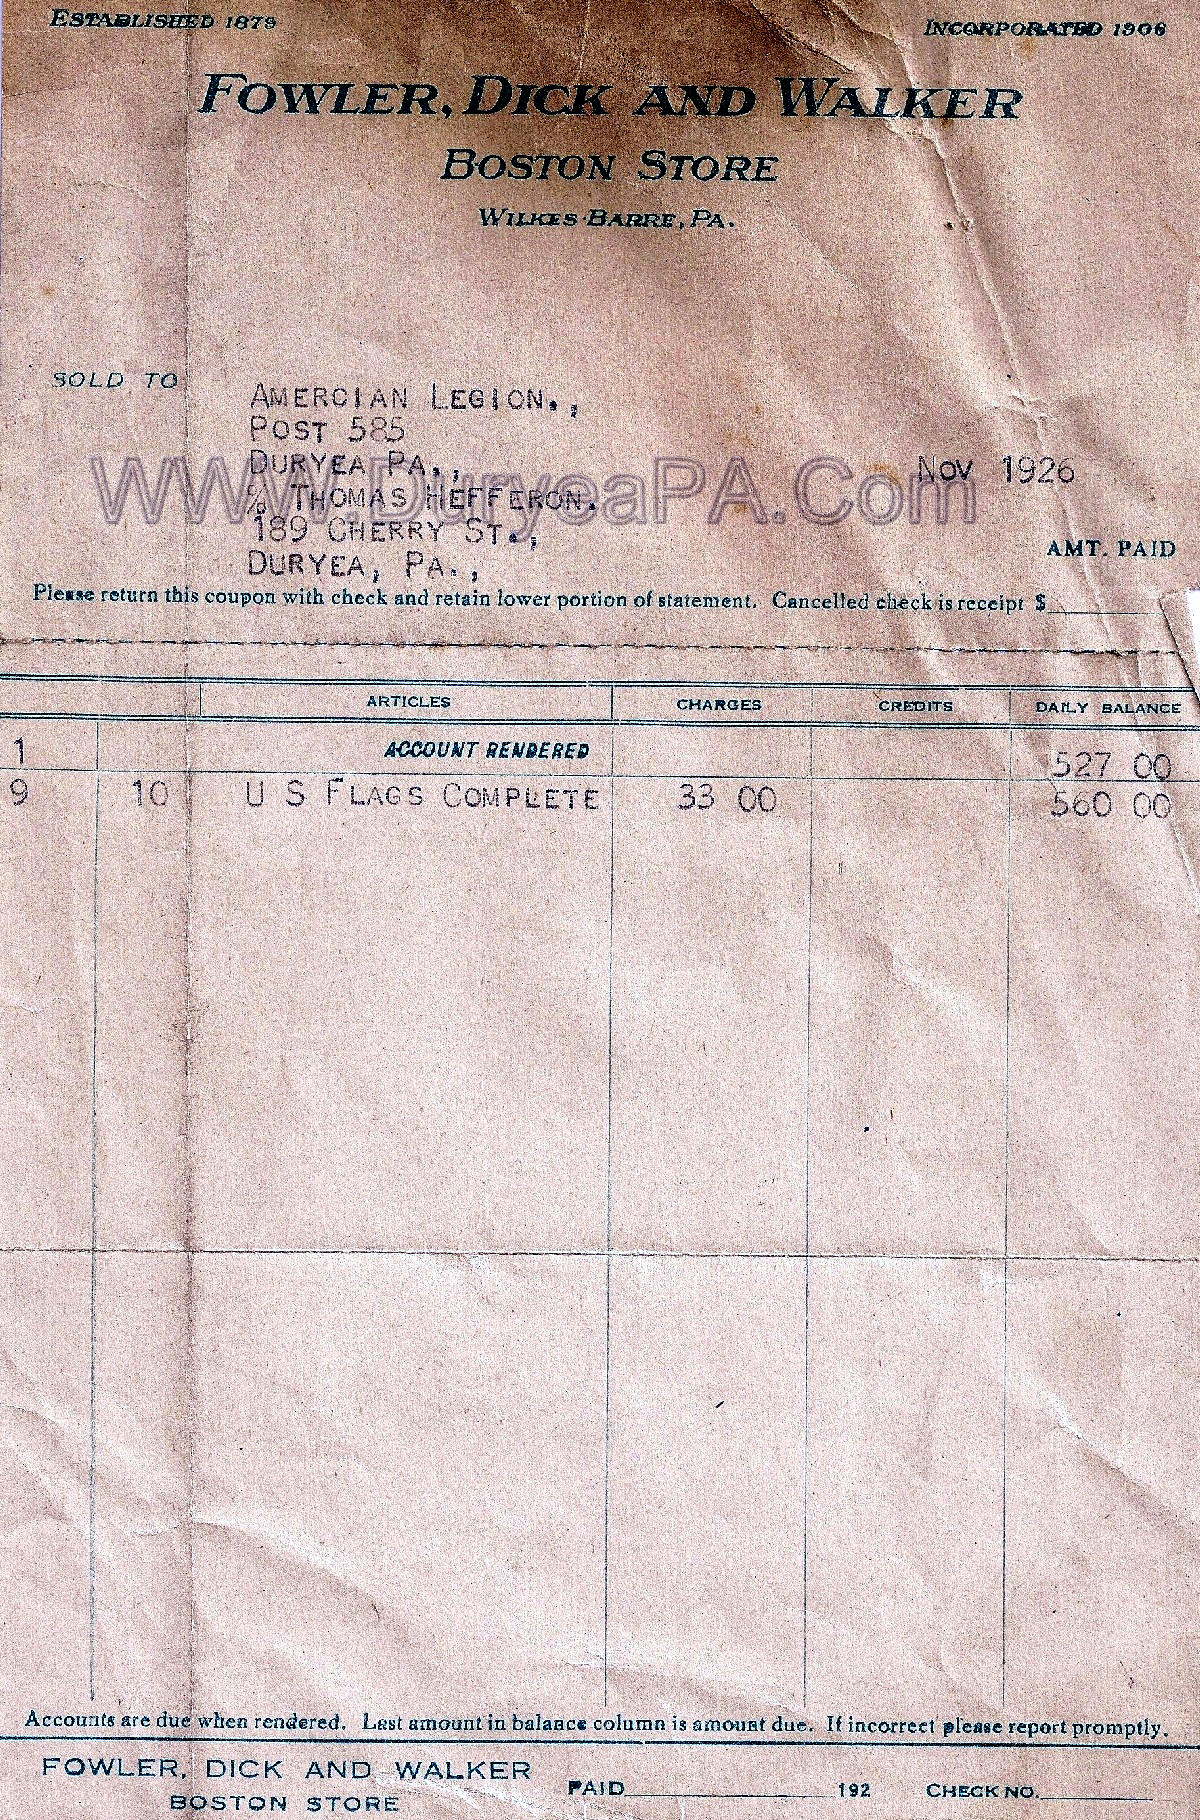 ESTABLISHED 1879
INCORPORATED 1906
FOWLER, DICK AND WALKER
BOSTON STORE
WILKES-BARRE, PA.
SOLD TO
AMERCIAN LEGION.,
POST 585
DURYEA PA.,
WWW.DuryeaPA.Com
NOV 1926
c/o THOMAS HEFFERON.
189 CHERRY ST.,
DURYEA, PA.,
AMT. PAID
Please return this coupon with check and retain lower portion of statement. Cancelled check is receipt $
ARTICLES CHARGES CREDITS DAILY BALANCE
1 ACCOUNT RENDERED 527 00
9 10 U S FLAGS COMPLETE 33 00 560 00
Accounts are due when rendered. Last amount in balance column is amount due. If incorrect please report promptly.
FOWLER, DICK AND WALKER
BOSTON STORE
PAID 192 CHECK NO.